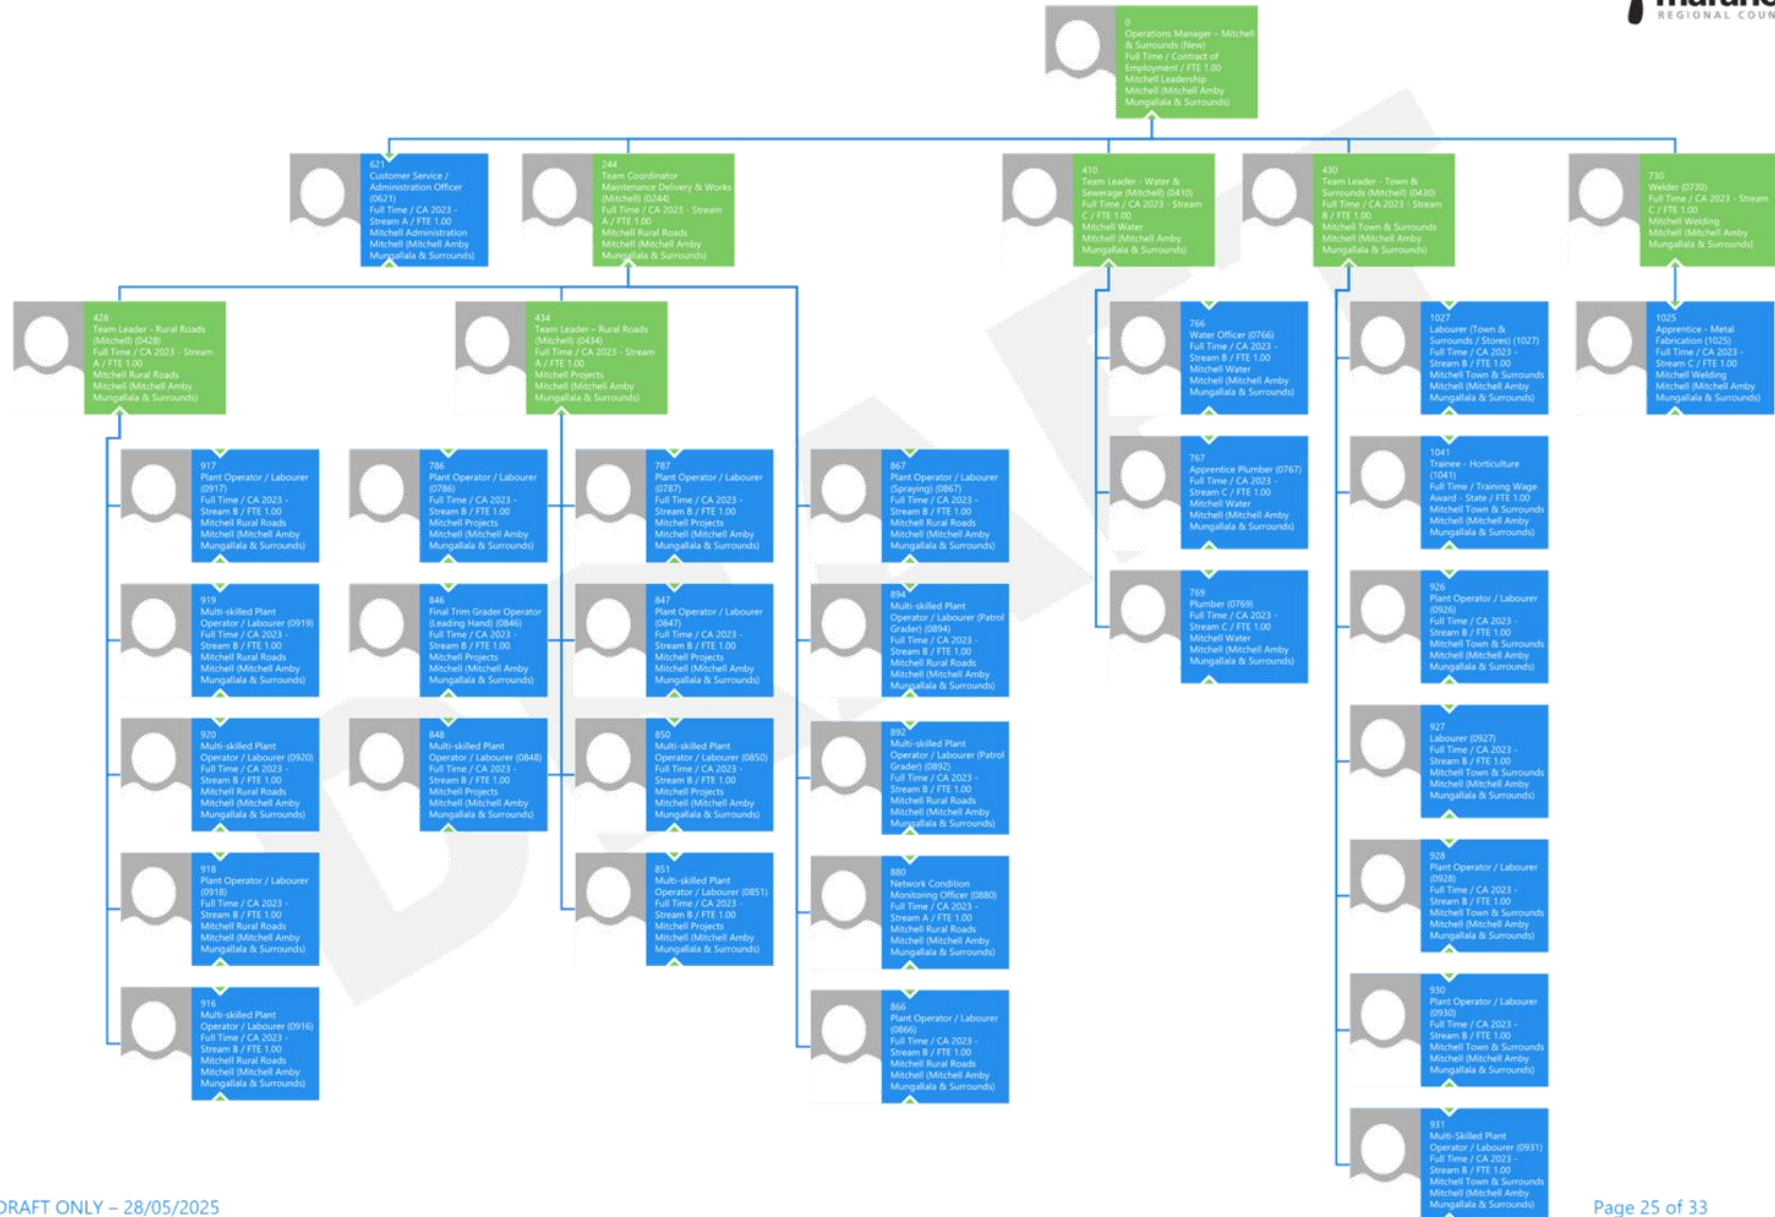 REGIONAL COUN
0
Operations Manager – Mitchell
& Surrounds (New)
Full Time / Contract of
Employment / FTE 1.00
Mitchell Leadership
Mitchell (Mitchell Amby
Mungallala & Surrounds)
621
Customer Service /
Administration Officer
(0621)
Full Time / CA 2023 -
Stream A / FTE 1.00
Mitchell Administration
Mitchell (Mitchell Amby
Mungallala & Surrounds)
244
Team Coordinator
Maintenance Delivery & Works
(Mitchell) (0244)
Full Time / CA 2023 - Stream
A / FTE 1.00
Mitchell Rural Roads
Mitchell (Mitchell Amby
Mungallala & Surrounds)
410
Team Leader - Water &
Sewerage (Mitchell) (0410)
Full Time / CA 2023 - Stream
C / FTE 1.00
Mitchell Water
Mitchell (Mitchell Amby
Mungallala & Surrounds)
430
Team Leader - Town &
Surrounds (Mitchell) (0430)
Full Time / CA 2023 - Stream
B / FTE 1.00
Mitchell Town & Surrounds
Mitchell (Mitchell Amby
Mungallala & Surrounds)
730
Welder (0730)
Full Time / CA 2023 - Stream
C / FTE 1.00
Mitchell Welding
Mitchell (Mitchell Amby
Mungallala & Surrounds)
428
Team Leader - Rural Roads
(Mitchell) (0428)
Full Time / CA 2023 - Stream
A / FTE 1.00
Mitchell Rural Roads
Mitchell (Mitchell Amby
Mungallala & Surrounds)
434
Team Leader – Rural Roads
(Mitchell) (0434)
Full Time / CA 2023 - Stream
A / FTE 1.00
Mitchell Projects
Mitchell (Mitchell Amby
Mungallala & Surrounds)
766
Water Officer (0766)
Full Time / CA 2023 -
Stream B / FTE 1.00
Mitchell Water
Mitchell (Mitchell Amby
Mungallala & Surrounds)
1027
Labourer (Town &
Surrounds / Stores) (1027)
Full Time / CA 2023 -
Stream B / FTE 1.00
Mitchell Town & Surrounds
Mitchell (Mitchell Amby
Mungallala & Surrounds)
1025
Apprentice - Metal
Fabrication (1025)
Full Time / CA 2023 -
Stream C / FTE 1.00
Mitchell Welding
Mitchell (Mitchell Amby
Mungallala & Surrounds)
917
Plant Operator / Labourer
(0917)
Full Time / CA 2023 -
Stream B / FTE 1.00
Mitchell Rural Roads
Mitchell (Mitchell Amby
Mungallala & Surrounds)
786
Plant Operator / Labourer
(0786)
Full Time / CA 2023 -
Stream B / FTE 1.00
Mitchell Projects
Mitchell (Mitchell Amby
Mungallala & Surrounds)
787
Plant Operator / Labourer
(0787)
Full Time / CA 2023 -
Stream B / FTE 1.00
Mitchell Projects
Mitchell (Mitchell Amby
Mungallala & Surrounds)
867
Plant Operator / Labourer
(Spraying) (0867)
Full Time / CA 2023 -
Stream B / FTE 1.00
Mitchell Rural Roads
Mitchell (Mitchell Amby
Mungallala & Surrounds)
767
Apprentice Plumber (0767)
Full Time / CA 2023 -
Stream C / FTE 1.00
Mitchell Water
Mitchell (Mitchell Amby
Mungallala & Surrounds)
1041
Trainee - Horticulture
(1041)
Full Time / Training Wage
Award - State / FTE 1.00
Mitchell Town & Surrounds
Mitchell (Mitchell Amby
Mungallala & Surrounds)
919
Multi-skilled Plant
Operator / Labourer (0919)
Full Time / CA 2023 -
Stream B / FTE 1.00
Mitchell Rural Roads
Mitchell (Mitchell Amby
Mungallala & Surrounds)
846
Final Trim Grader Operator
(Leading Hand) (0846)
Full Time / CA 2023 -
Stream B / FTE 1.00
Mitchell Projects
Mitchell (Mitchell Amby
Mungallala & Surrounds)
847
Plant Operator / Labourer
(0847)
Full Time / CA 2023 -
Stream B / FTE 1.00
Mitchell Projects
Mitchell (Mitchell Amby
Mungallala & Surrounds)
894
Multi-skilled Plant
Operator / Labourer (Patrol
Grader) (0894)
Full Time / CA 2023 -
Stream B / FTE 1.00
Mitchell Rural Roads
Mitchell (Mitchell Amby
Mungallala & Surrounds)
769
Plumber (0769)
Full Time / CA 2023 -
Stream C / FTE 1.00
Mitchell Water
Mitchell (Mitchell Amby
Mungallala & Surrounds)
926
Plant Operator / Labourer
(0926)
Full Time / CA 2023 -
Stream B / FTE 1.00
Mitchell Town & Surrounds
Mitchell (Mitchell Amby
Mungallala & Surrounds)
920
Multi-skilled Plant
Operator / Labourer (0920)
Full Time / CA 2023 -
Stream B / FTE 1.00
Mitchell Rural Roads
Mitchell (Mitchell Amby
Mungallala & Surrounds)
848
Multi-skilled Plant
Operator / Labourer (0848)
Full Time / CA 2023 -
Stream B / FTE 1.00
Mitchell Projects
Mitchell (Mitchell Amby
Mungallala & Surrounds)
850
Multi-skilled Plant
Operator / Labourer (0850)
Full Time / CA 2023 -
Stream B / FTE 1.00
Mitchell Projects
Mitchell (Mitchell Amby
Mungallala & Surrounds)
892
Multi-skilled Plant
Operator / Labourer (Patrol
Grader) (0892)
Full Time / CA 2023 -
Stream B / FTE 1.00
Mitchell Rural Roads
Mitchell (Mitchell Amby
Mungallala & Surrounds)
927
Labourer (0927)
Full Time / CA 2023 -
Stream B / FTE 1.00
Mitchell Town & Surrounds
Mitchell (Mitchell Amby
Mungallala & Surrounds)
918
Plant Operator / Labourer
(0918)
Full Time / CA 2023 -
Stream B / FTE 1.00
Mitchell Rural Roads
Mitchell (Mitchell Amby
Mungallala & Surrounds)
851
Multi-skilled Plant
Operator / Labourer (0851)
Full Time / CA 2023 -
Stream B / FTE 1.00
Mitchell Projects
Mitchell (Mitchell Amby
Mungallala & Surrounds)
880
Network Condition
Monitoring Officer (0880)
Full Time / CA 2023 -
Stream A / FTE 1.00
Mitchell Rural Roads
Mitchell (Mitchell Amby
Mungallala & Surrounds)
928
Plant Operator / Labourer
(0928)
Full Time / CA 2023 -
Stream B / FTE 1.00
Mitchell Town & Surrounds
Mitchell (Mitchell Amby
Mungallala & Surrounds)
916
Multi-skilled Plant
Operator / Labourer (0916)
Full Time / CA 2023 -
Stream B / FTE 1.00
Mitchell Rural Roads
Mitchell (Mitchell Amby
Mungallala & Surrounds)
866
Plant Operator / Labourer
(0866)
Full Time / CA 2023 -
Stream B / FTE 1.00
Mitchell Rural Roads
Mitchell (Mitchell Amby
Mungallala & Surrounds)
930
Plant Operator / Labourer
(0930)
Full Time / CA 2023 -
Stream B / FTE 1.00
Mitchell Town & Surrounds
Mitchell (Mitchell Amby
Mungallala & Surrounds)
931
Multi-Skilled Plant
Operator / Labourer (0931)
Full Time / CA 2023 -
Stream B / FTE 1.00
Mitchell Town & Surrounds
Mitchell (Mitchell Amby
Mungallala & Surrounds)
DRAFT
DRAFT ONLY – 28/05/2025
Page 25 of 33